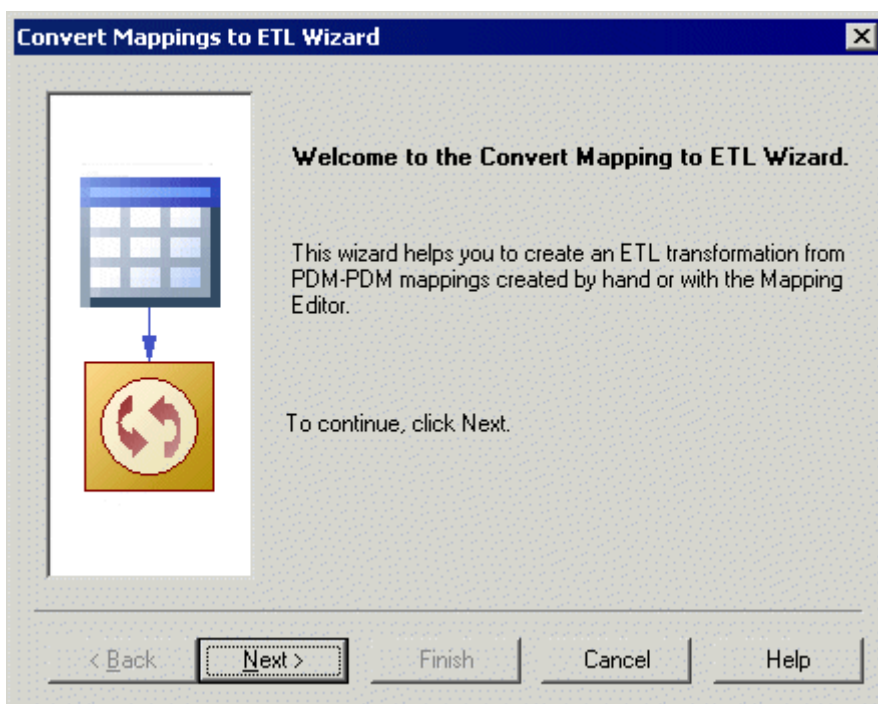 Convert Mappings to ETL Wizard
Welcome to the Convert Mapping to ETL Wizard.
This wizard helps you to create an ETL transformation from
PDM-PDM mappings created by hand or with the Mapping
Editor.
To continue, click Next.
< Back Next > Finish Cancel Help